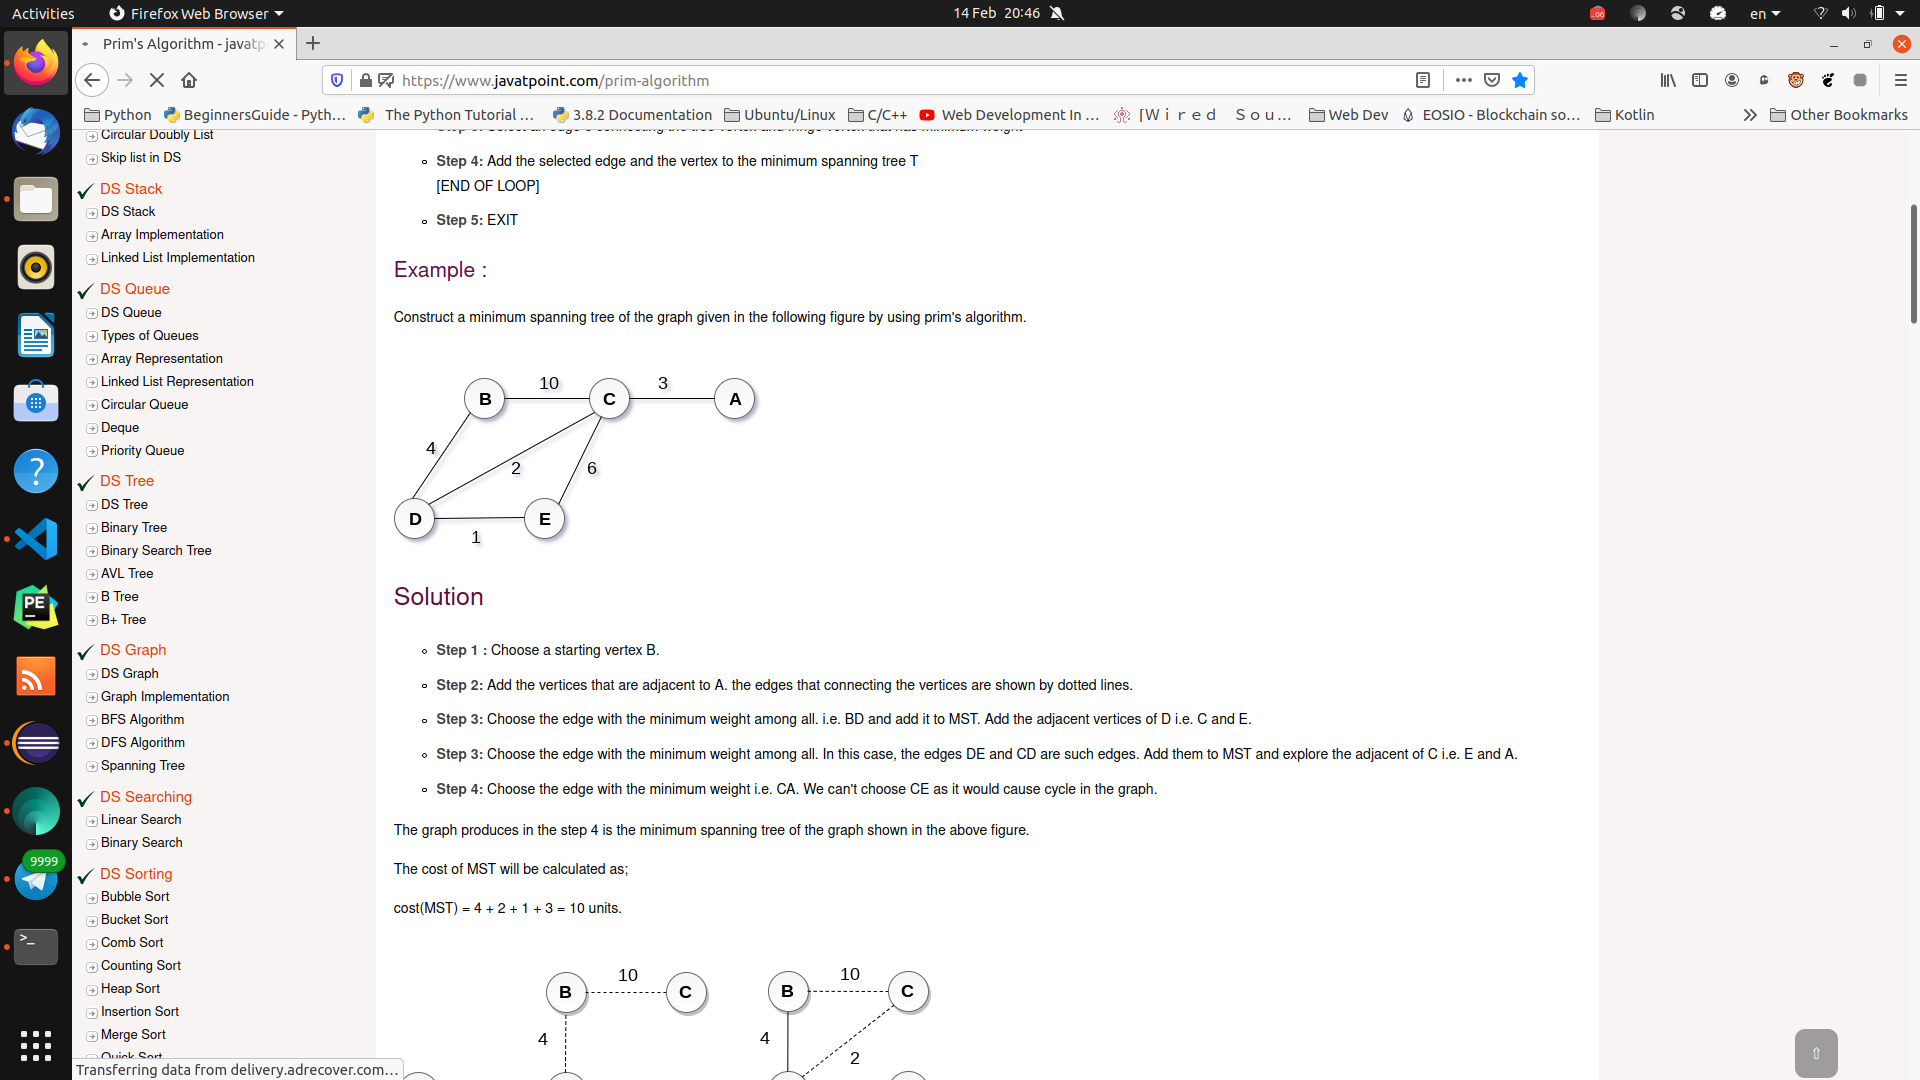 Activities
Firefox Web Browser
14 Feb 20:46
en
Prim's Algorithm - javatp
https://www.javatpoint.com/prim-algorithm
Python
BeginnersGuide - Pyth…
The Python Tutorial …
3.8.2 Documentation
Ubuntu/Linux
C/C++
Web Development In …
[Wired Sou…
Web Dev
EOSIO - Blockchain so…
Kotlin
Other Bookmarks
Circular Doubly List
Skip list in DS
DS Stack
DS Stack
Array Implementation
Linked List Implementation
DS Queue
DS Queue
Types of Queues
Array Representation
Linked List Representation
Circular Queue
Deque
Priority Queue
DS Tree
DS Tree
Binary Tree
Binary Search Tree
AVL Tree
B Tree
B+ Tree
DS Graph
DS Graph
Graph Implementation
BFS Algorithm
DFS Algorithm
Spanning Tree
DS Searching
Linear Search
Binary Search
DS Sorting
Bubble Sort
Bucket Sort
Comb Sort
Counting Sort
Heap Sort
Insertion Sort
Merge Sort
Quick Sort
Transferring data from delivery.adrecover.com…
9999
PE
Step 4: Add the selected edge and the vertex to the minimum spanning tree T
[END OF LOOP]
Step 5: EXIT
Example :
Construct a minimum spanning tree of the graph given in the following figure by using prim's algorithm.
10
3
B
C
A
4
2
6
D
E
1
Solution
Step 1 : Choose a starting vertex B.
Step 2: Add the vertices that are adjacent to A. the edges that connecting the vertices are shown by dotted lines.
Step 3: Choose the edge with the minimum weight among all. i.e. BD and add it to MST. Add the adjacent vertices of D i.e. C and E.
Step 3: Choose the edge with the minimum weight among all. In this case, the edges DE and CD are such edges. Add them to MST and explore the adjacent of C i.e. E and A.
Step 4: Choose the edge with the minimum weight i.e. CA. We can't choose CE as it would cause cycle in the graph.
The graph produces in the step 4 is the minimum spanning tree of the graph shown in the above figure.
The cost of MST will be calculated as;
cost(MST) = 4 + 2 + 1 + 3 = 10 units.
10
B
C
4
10
B
C
4
2